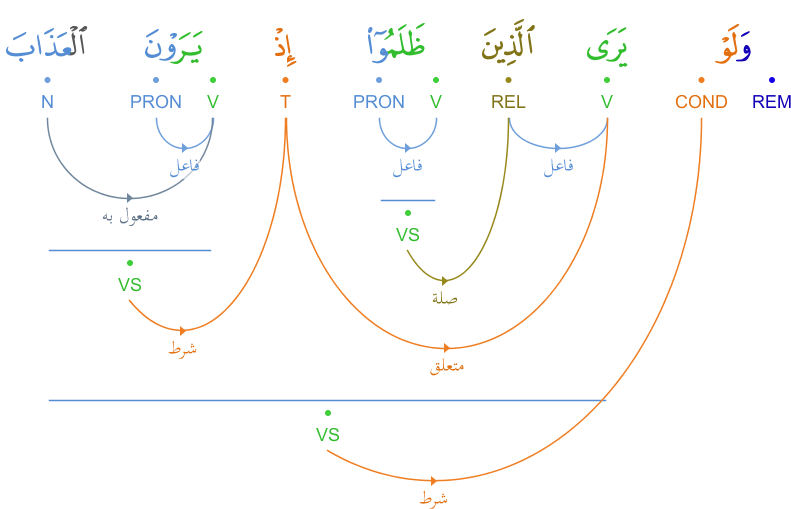 وَلَوْ يَرَى ٱلَّذِينَ ظَلَمُوٓا۟ إِذْ يَرَوْنَ ٱلْعَذَابَ
REM COND V REL V PRON T V PRON N
فاعل فاعل فاعل
مفعول به
VS
VS
صلة
شرط
متعلق
VS
شرط